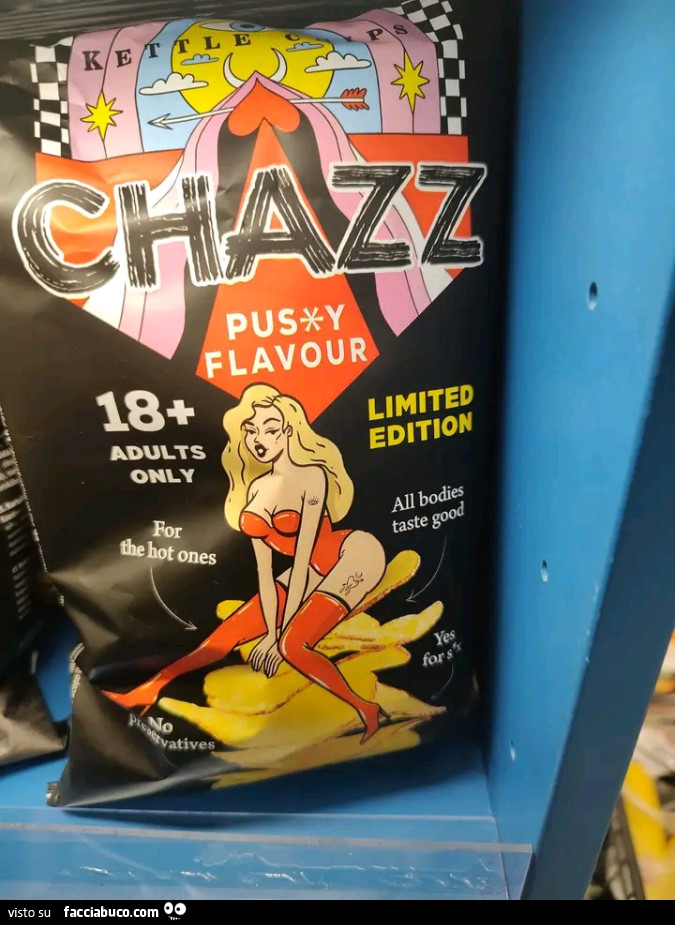 KETTLE CHIPS
CHAZZ
PUS*Y
FLAVOUR
18+
ADULTS
ONLY
LIMITED
EDITION
For
the hot ones
All bodies
taste good
Yes
for s*x
No
Preservatives
visto su facciabuco.com